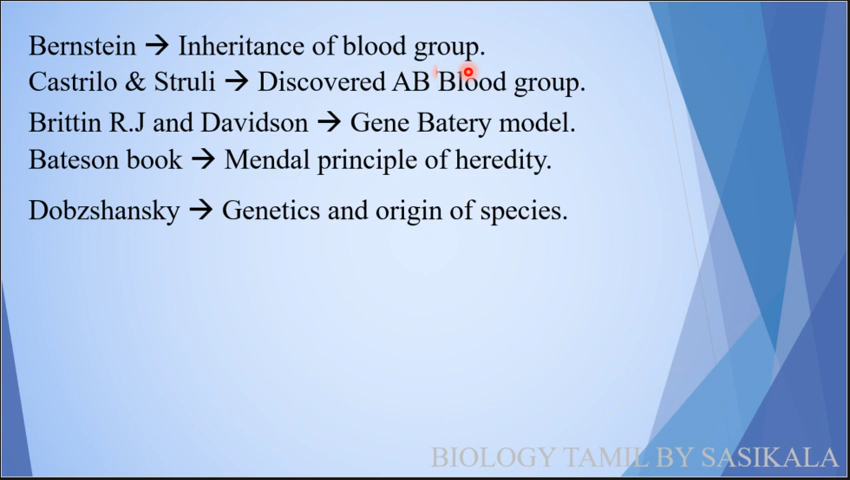 Bernstein → Inheritance of blood group.
Castrilo & Struli → Discovered AB Blood group.
Brittin R.J and Davidson → Gene Batery model.
Bateson book → Mendal principle of heredity.
Dobzshansky → Genetics and origin of species.
BIOLOGY TAMIL BY SASIKALA